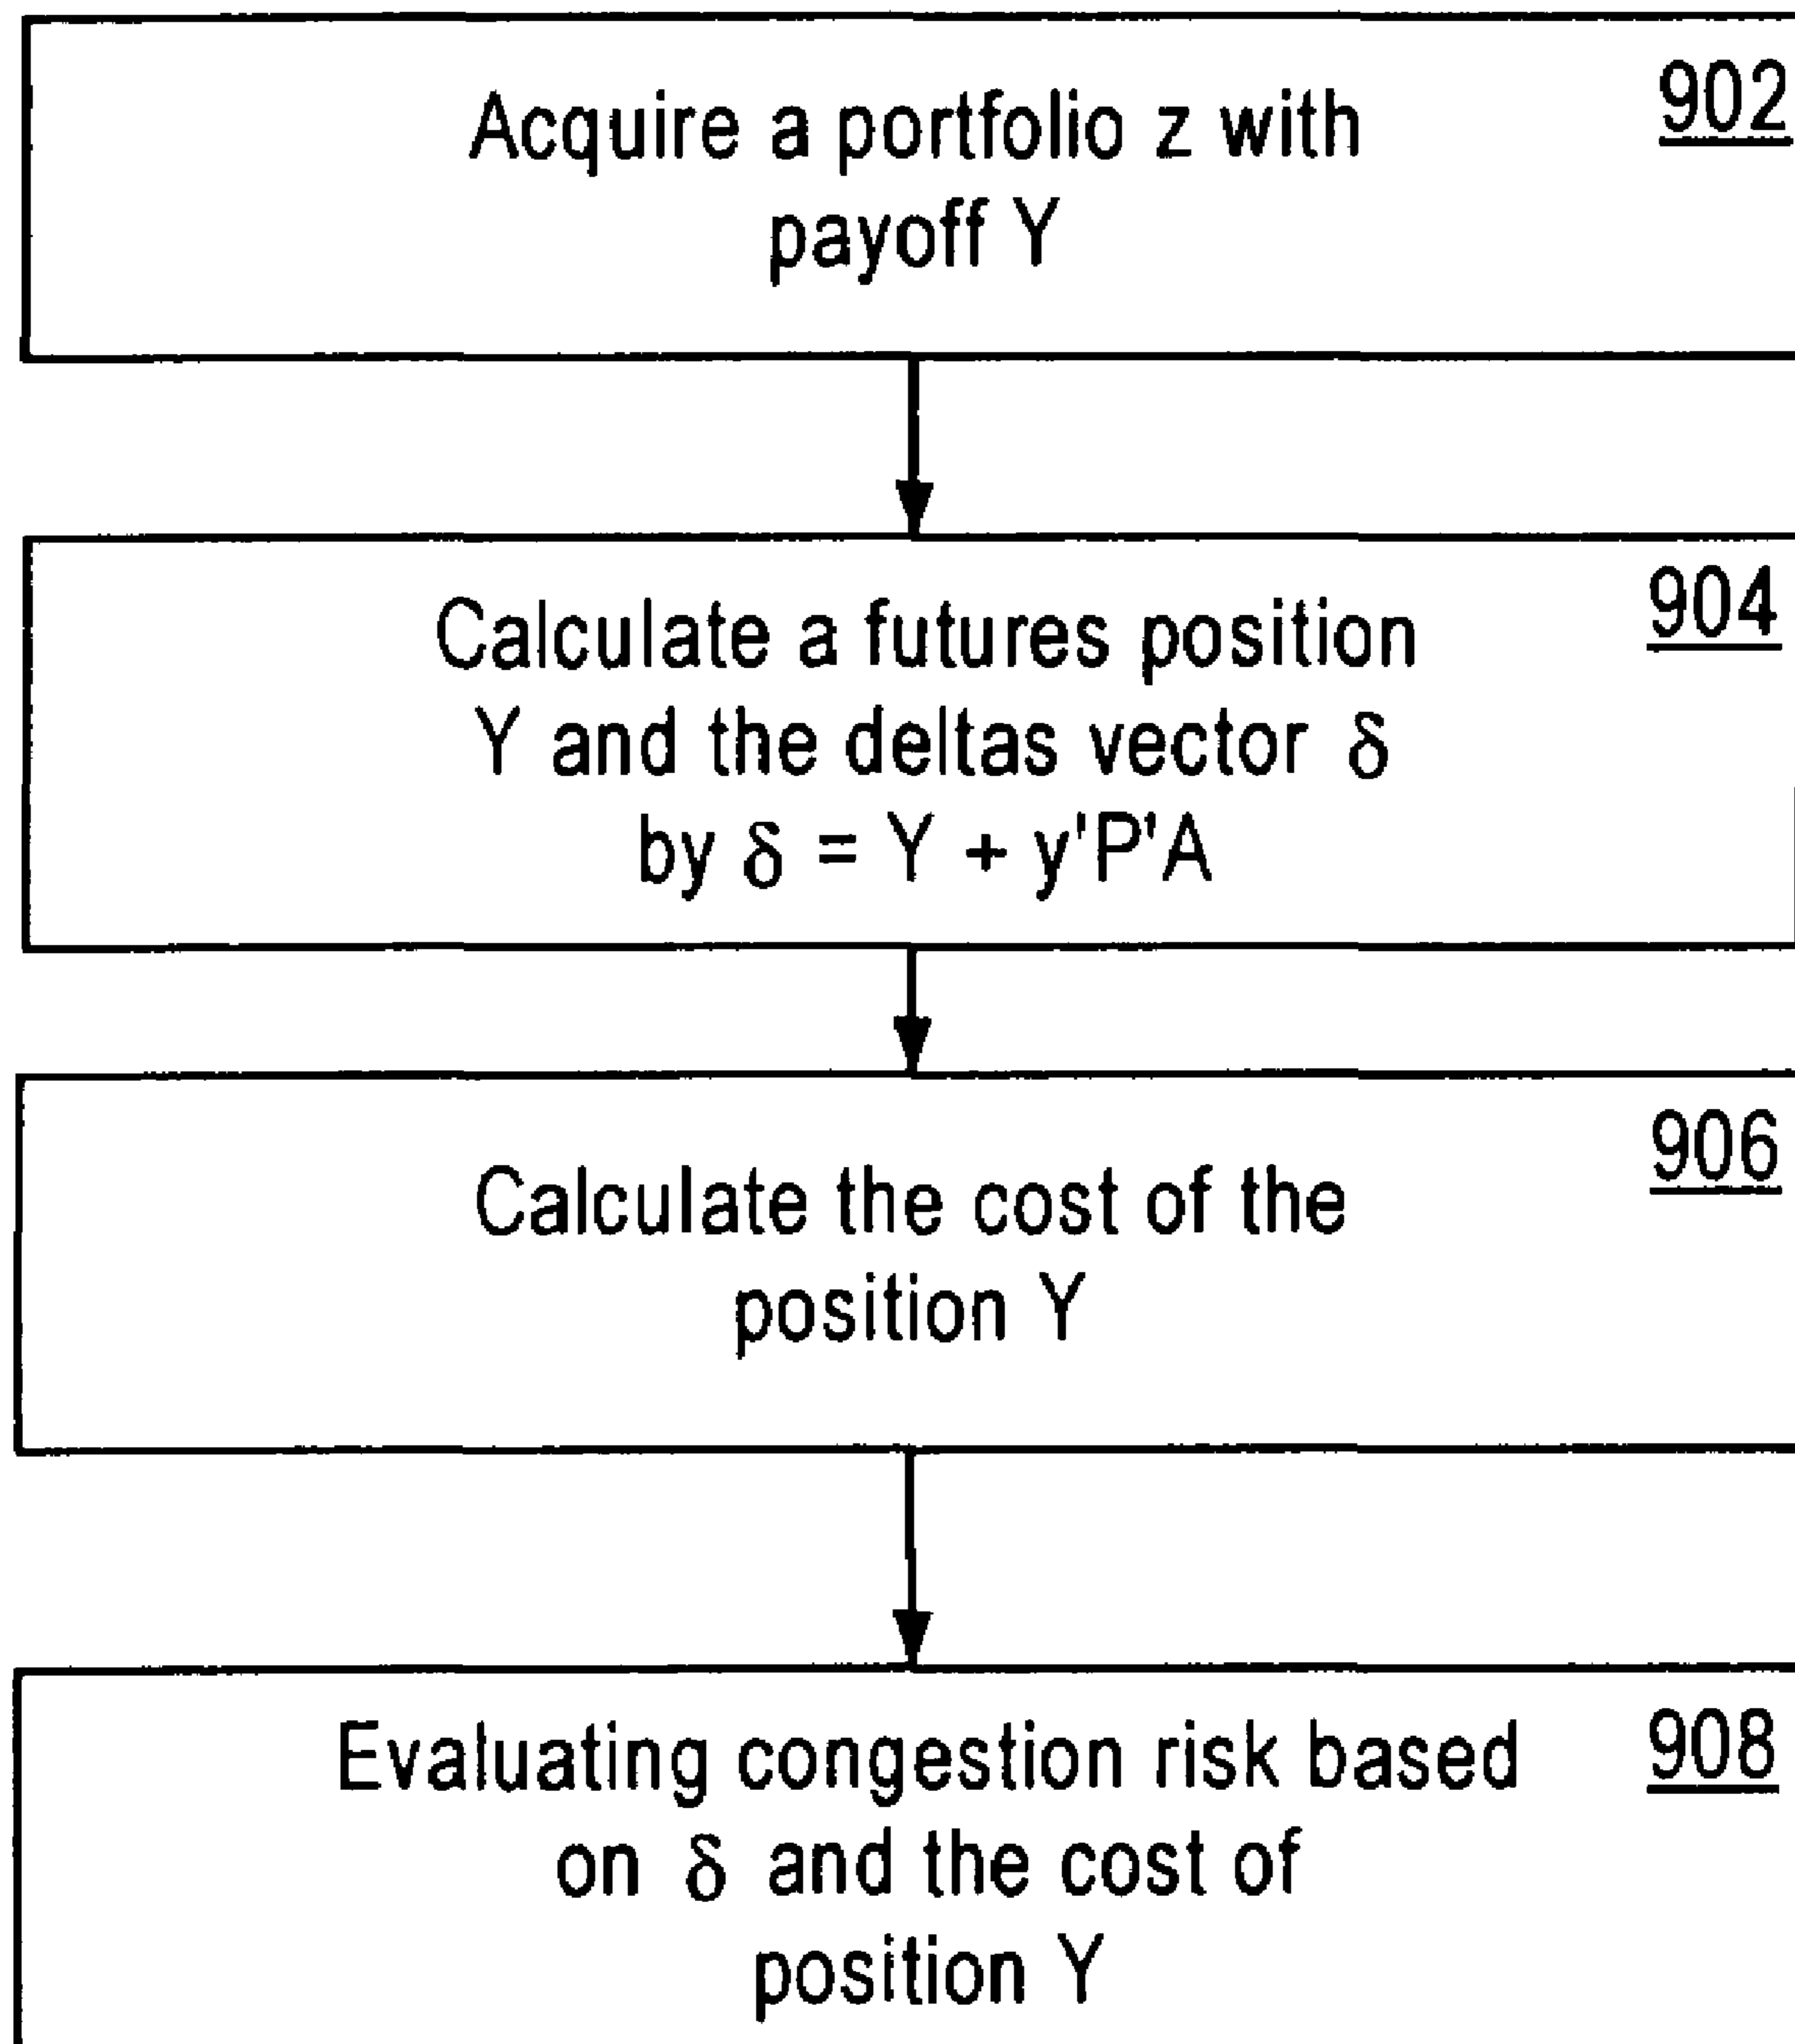 Acquire a portfolio z with
902
payoff Y
Calculate a futures position
904
Y and the deltas vector δ
by δ = Y + y'P'A
Calculate the cost of the
906
position Y
Evaluating congestion risk based
908
on δ and the cost of
position Y